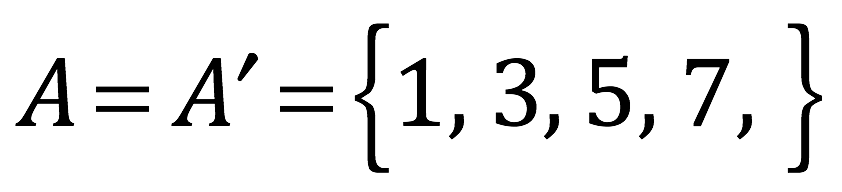 A = A′ = {1, 3, 5, 7, }